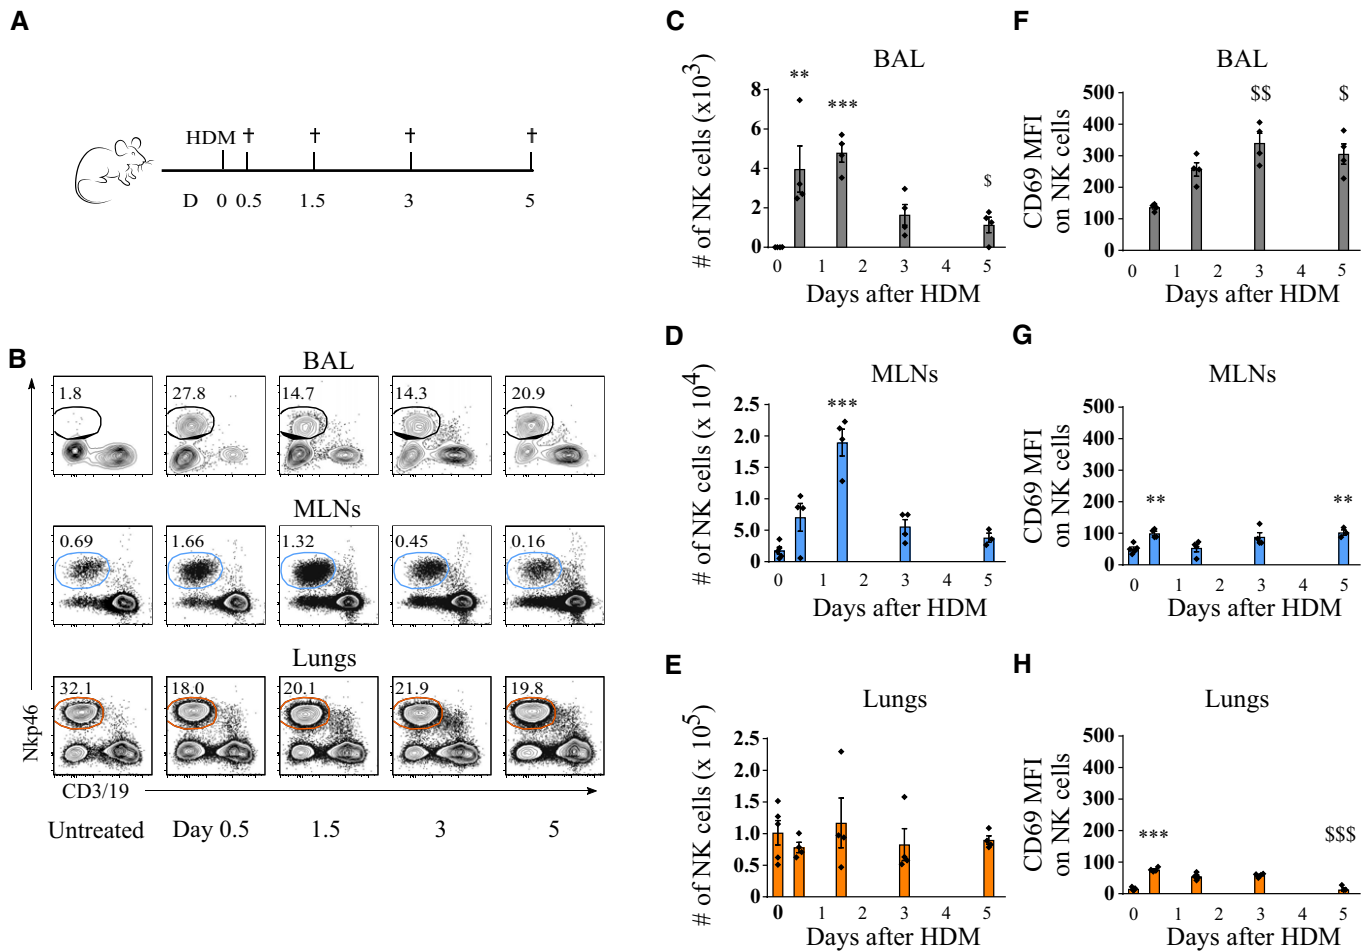 A
HDM † † † †
D 0 0.5 1.5 3 5
B
BAL
1.8 27.8 14.7 14.3 20.9
MLNs
0.69 1.66 1.32 0.45 0.16
Lungs
32.1 18.0 20.1 21.9 19.8
Nkp46
CD3/19
Untreated Day 0.5 1.5 3 5
C
BAL
# of NK cells (x10³)
8
6
4
2
0
** *** $
0 1 2 3 4 5
Days after HDM
D
MLNs
# of NK cells (x 10⁴)
2.5
2.0
1.5
1.0
0.5
0
***
0 1 2 3 4 5
Days after HDM
E
Lungs
# of NK cells (x 10⁵)
2.5
2.0
1.5
1.0
0.5
0
0 1 2 3 4 5
Days after HDM
F
BAL
CD69 MFI
on NK cells
500
400
300
200
100
0
$$ $
0 1 2 3 4 5
Days after HDM
G
MLNs
CD69 MFI
on NK cells
500
400
300
200
100
0
** **
0 1 2 3 4 5
Days after HDM
H
Lungs
CD69 MFI
on NK cells
500
400
300
200
100
0
*** $$$
0 1 2 3 4 5
Days after HDM